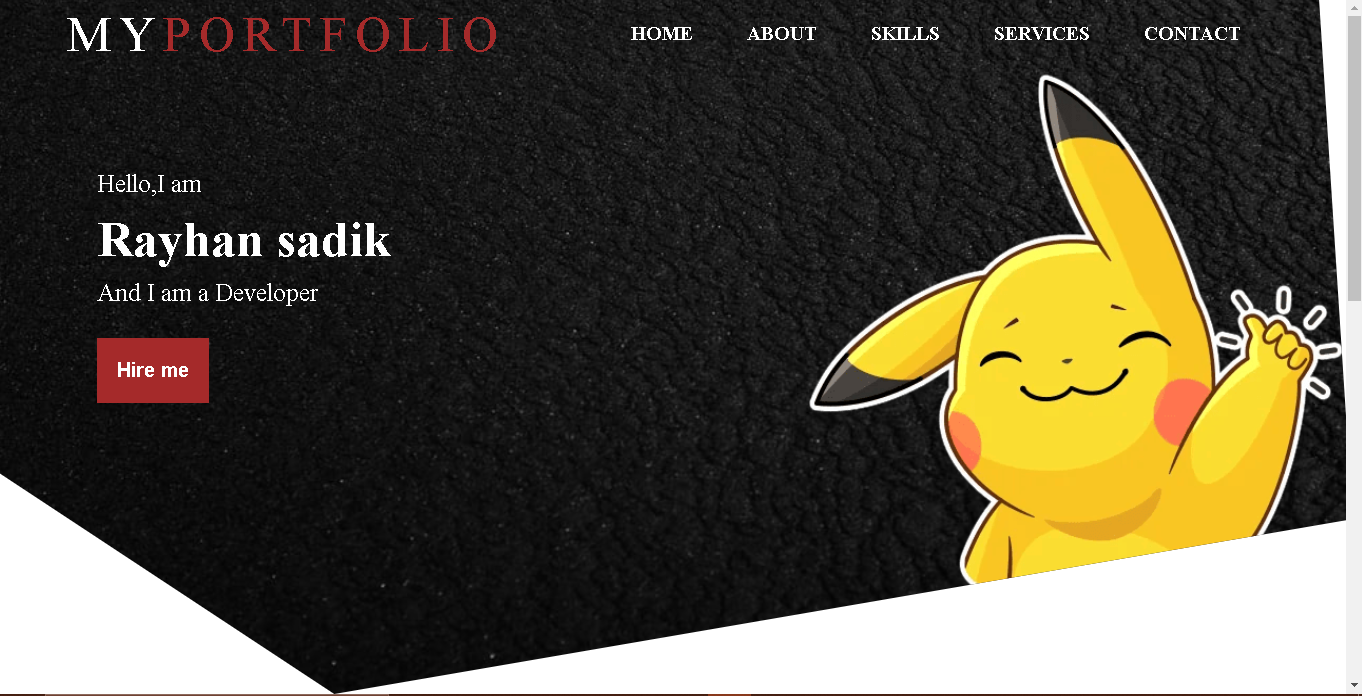 MYPORTFOLIO
HOME ABOUT SKILLS SERVICES CONTACT
Hello,I am
Rayhan sadik
And I am a Developer
Hire me